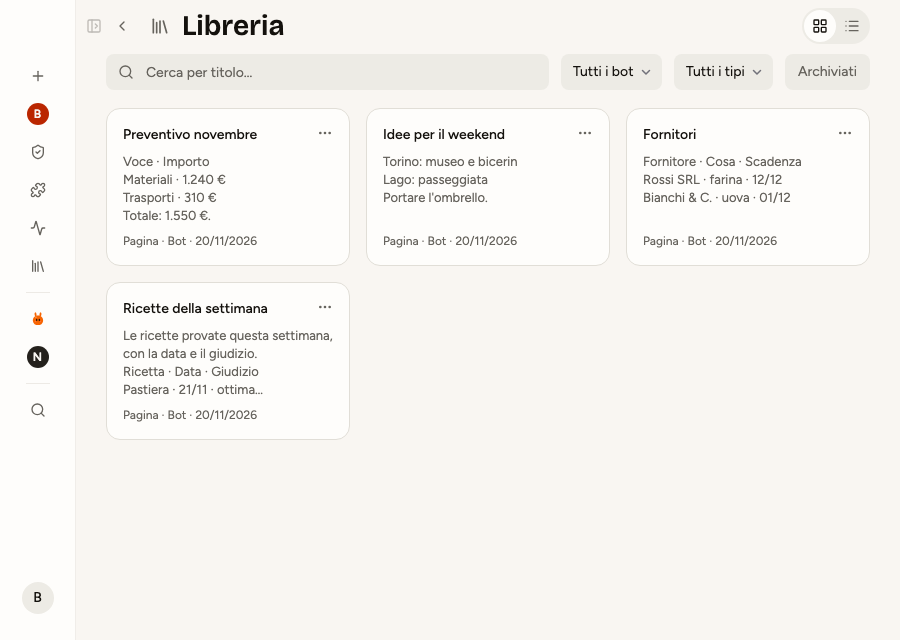 Libreria
Cerca per titolo...
Tutti i bot
Tutti i tipi
Archiviati
B
N
B
Preventivo novembre
Voce · Importo
Materiali · 1.240 €
Trasporti · 310 €
Totale: 1.550 €.
Pagina · Bot · 20/11/2026
Idee per il weekend
Torino: museo e bicerin
Lago: passeggiata
Portare l'ombrello.
Pagina · Bot · 20/11/2026
Fornitori
Fornitore · Cosa · Scadenza
Rossi SRL · farina · 12/12
Bianchi & C. · uova · 01/12
Pagina · Bot · 20/11/2026
Ricette della settimana
Le ricette provate questa settimana,
con la data e il giudizio.
Ricetta · Data · Giudizio
Pastiera · 21/11 · ottima...
Pagina · Bot · 20/11/2026